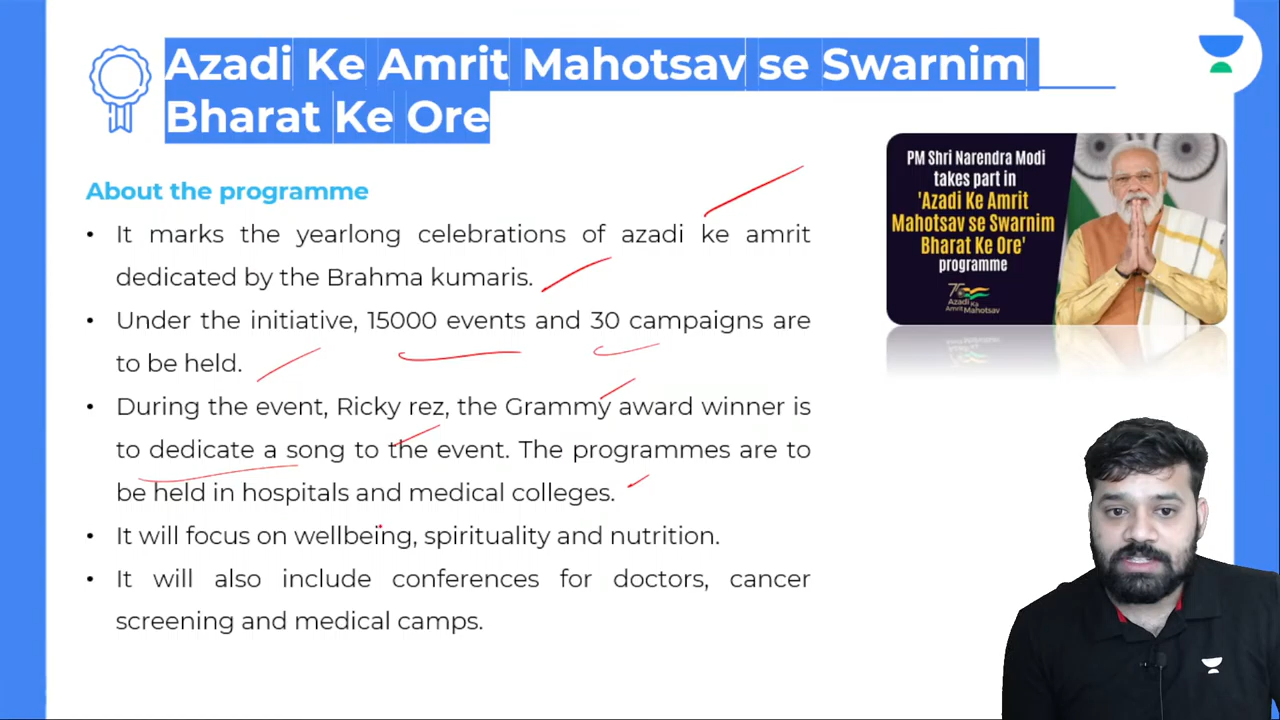 Azadi Ke Amrit Mahotsav se Swarnim
Bharat Ke Ore
About the programme
• It marks the yearlong celebrations of azadi ke amrit
dedicated by the Brahma kumaris.
• Under the initiative, 15000 events and 30 campaigns are
to be held.
• During the event, Ricky rez, the Grammy award winner is
to dedicate a song to the event. The programmes are to
be held in hospitals and medical colleges.
• It will focus on wellbeing, spirituality and nutrition.
• It will also include conferences for doctors, cancer
screening and medical camps.
PM Shri Narendra Modi
takes part in
'Azadi Ke Amrit
Mahotsav se Swarnim
Bharat Ke Ore'
programme
Azadi Ka
Amrit Mahotsav